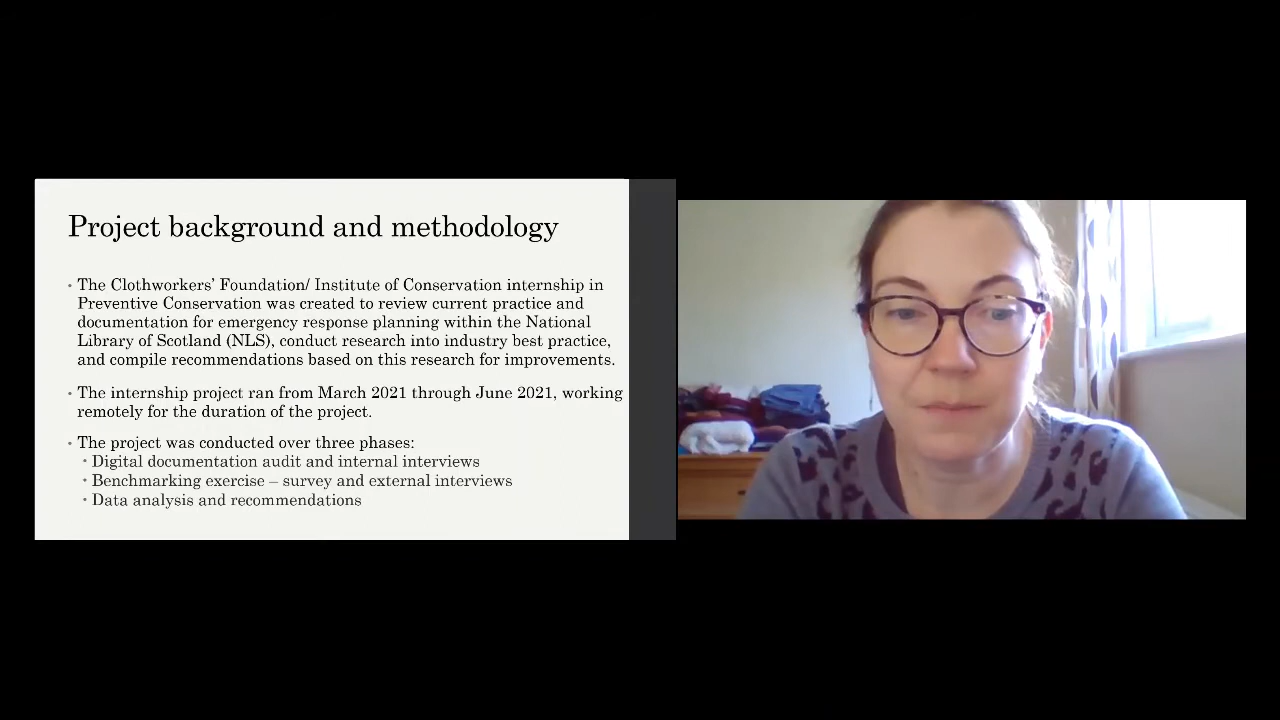 Project background and methodology
• The Clothworkers’ Foundation/ Institute of Conservation internship in
Preventive Conservation was created to review current practice and
documentation for emergency response planning within the National
Library of Scotland (NLS), conduct research into industry best practice,
and compile recommendations based on this research for improvements.
• The internship project ran from March 2021 through June 2021, working
remotely for the duration of the project.
• The project was conducted over three phases:
• Digital documentation audit and internal interviews
• Benchmarking exercise – survey and external interviews
• Data analysis and recommendations